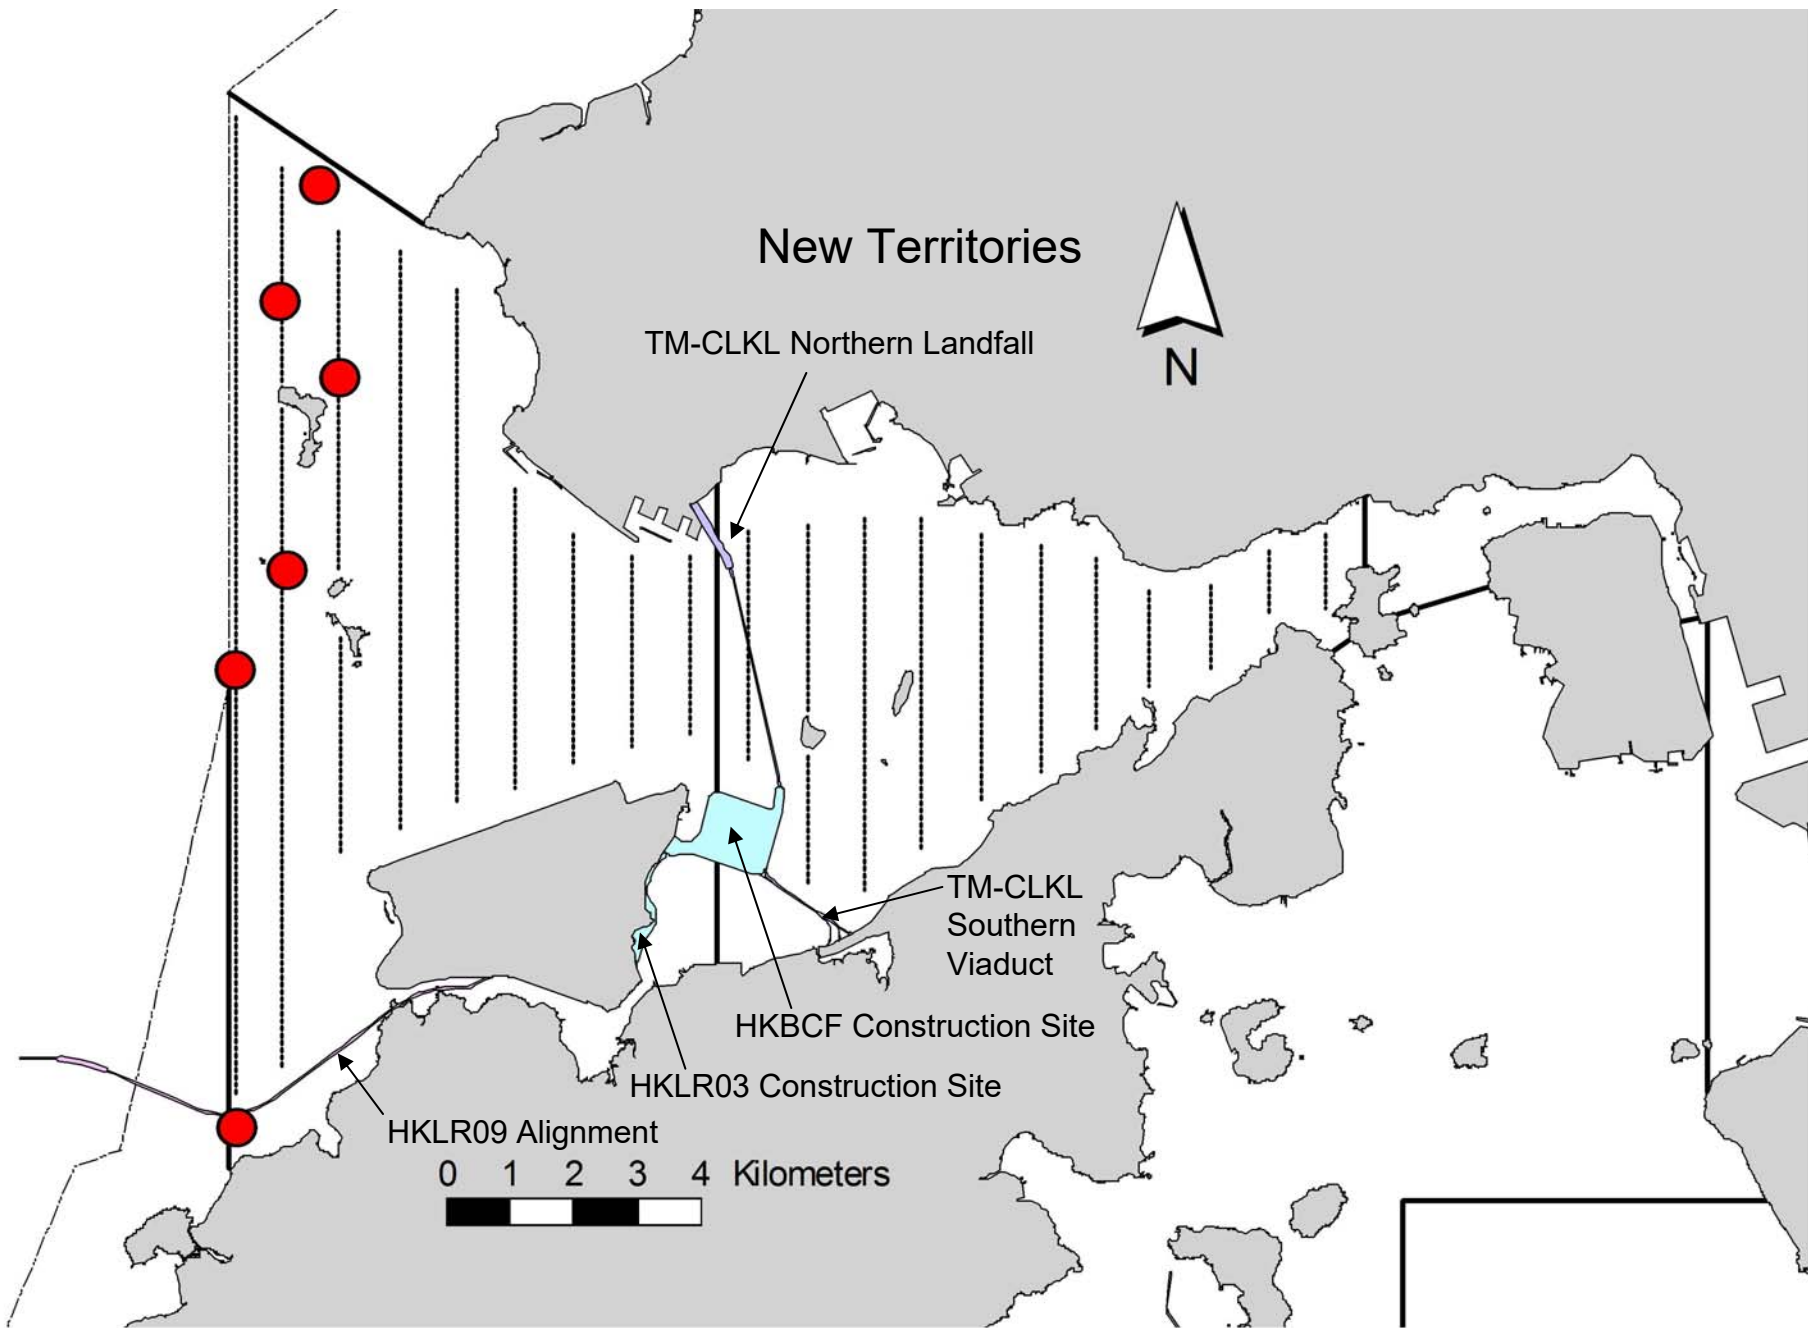 New Territories
TM-CLKL Northern Landfall
N
TM-CLKL
Southern
Viaduct
HKBCF Construction Site
HKLR03 Construction Site
HKLR09 Alignment
0 1 2 3 4 Kilometers